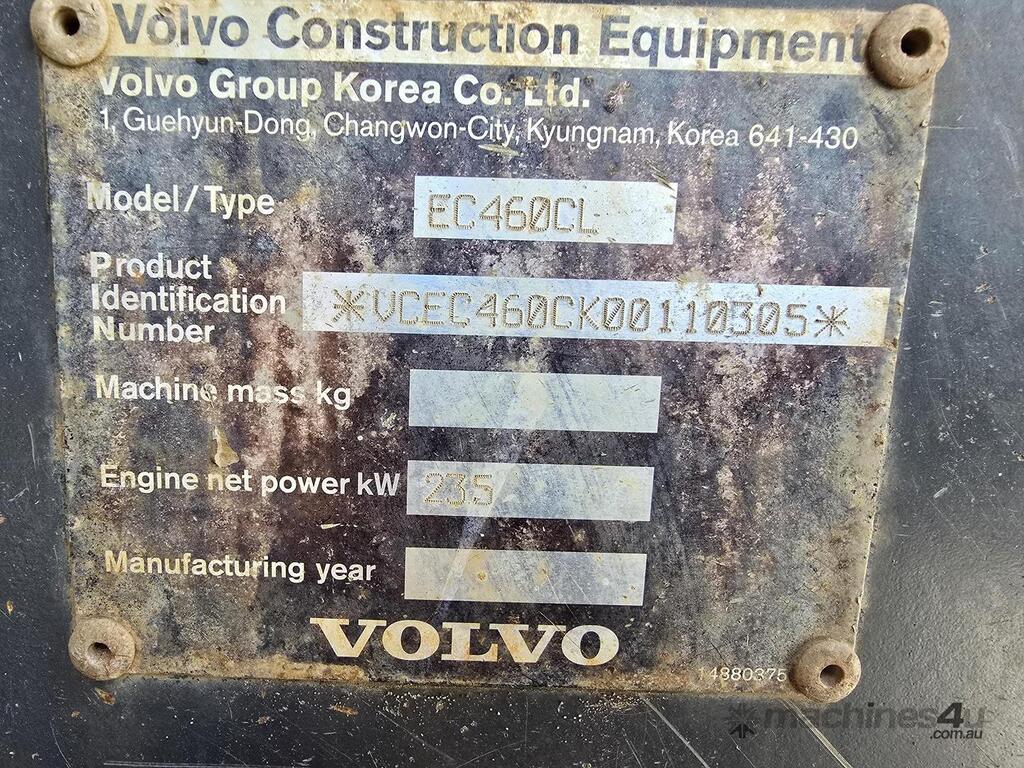 Volvo Construction Equipment
Volvo Group Korea Co. Ltd.
1, Guehyun-Dong, Changwon-City, Kyungnam, Korea 641-430
Model/Type EC460CL
Product
Identification
Number
*VCEC460CK00110305*
Machine mass kg
Engine net power kW 235
Manufacturing year
VOLVO
14880375
machines4u
.com.au